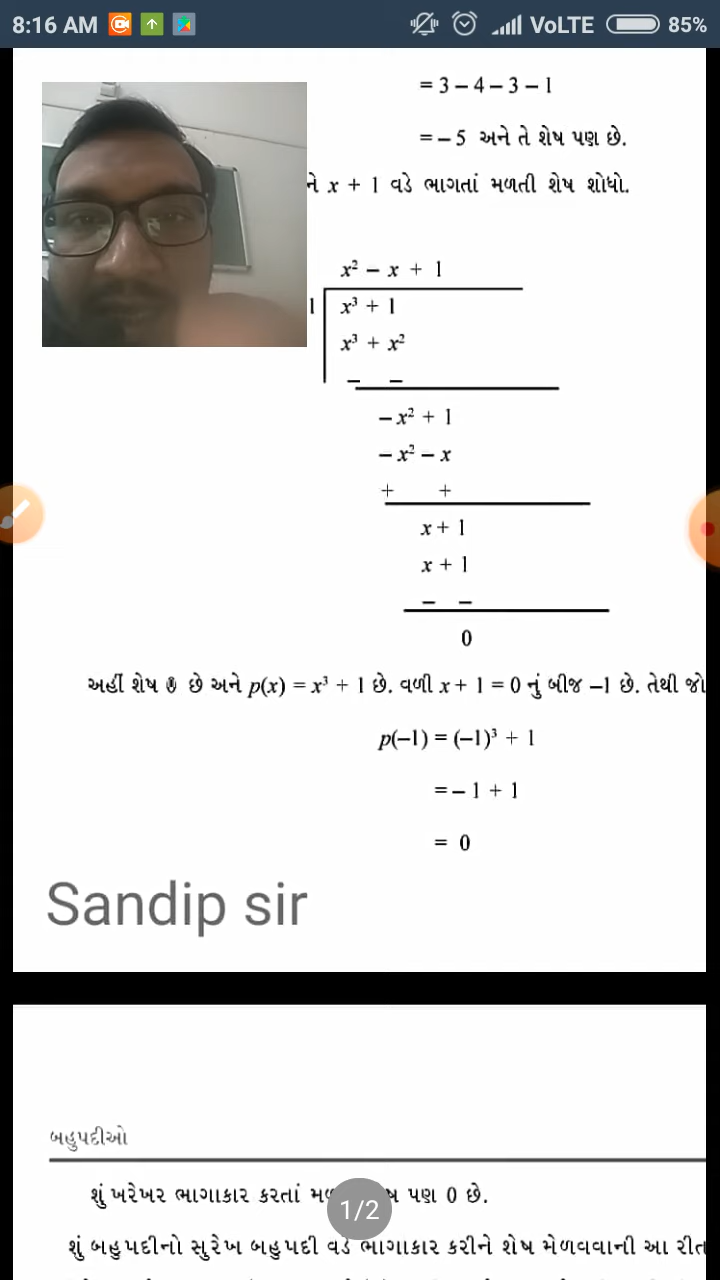 8:16 AM VoLTE 85%
= 3 – 4 – 3 – 1
= – 5 અને તે શેષ પણ છે.
ને x + 1 વડે ભાગતાં મળતી શેષ શોધો.
x² – x + 1
1 x³ + 1
x³ + x²
– –
– x² + 1
– x² – x
+ +
x + 1
x + 1
– –
0
અહીં શેષ 0 છે અને p(x) = x³ + 1 છે. વળી x + 1 = 0 નું બીજ –1 છે. તેથી જો
p(–1) = (–1)³ + 1
= – 1 + 1
= 0
Sandip sir
બહુપદીઓ
શું ખરેખર ભાગાકાર કરતાં પણ 0 છે.
1/2
શું બહુપદીનો સુરેખ બહુપદી વડે ભાગાકાર કરીને શેષ મેળવવાની આ રીત